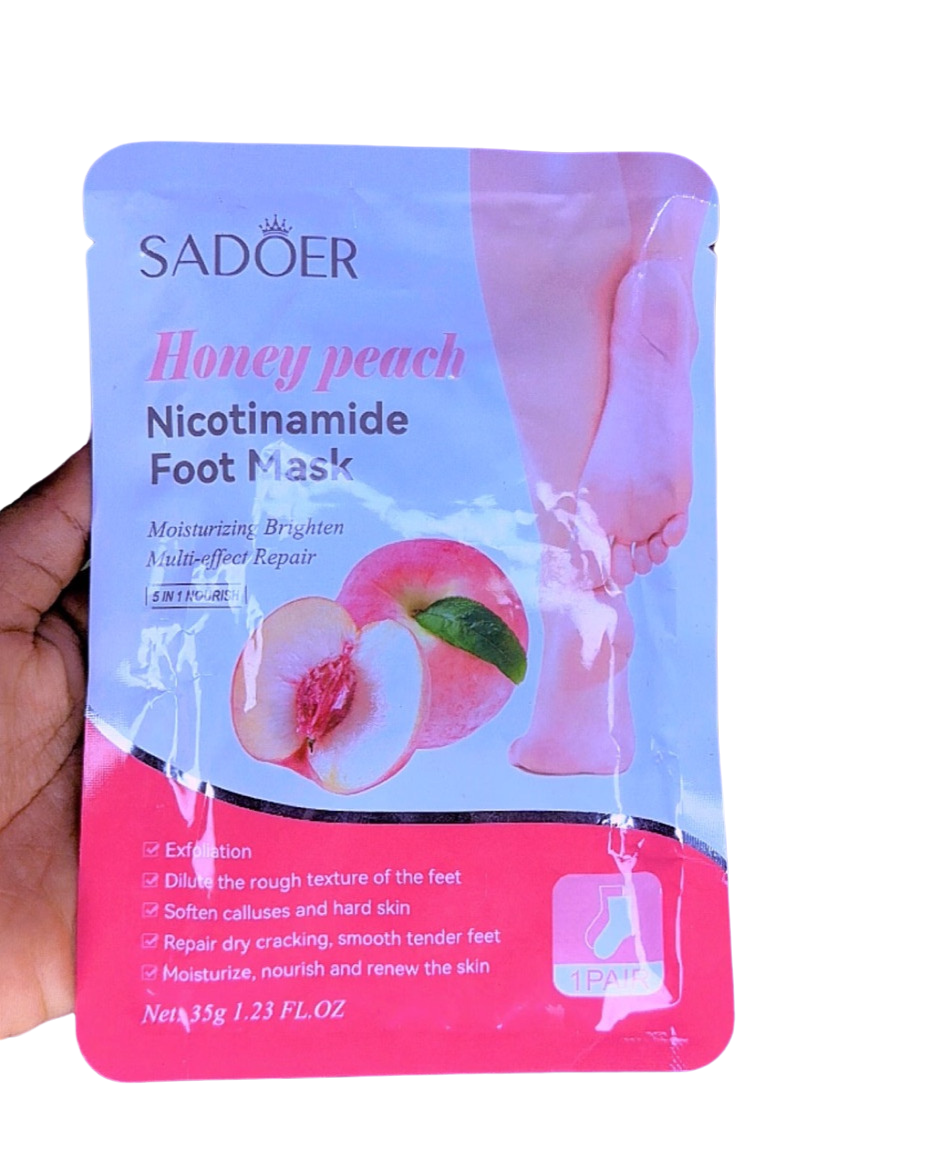 SADOER
Honey peach
Nicotinamide
Foot Mask
Moisturizing Brighten
Multi-effect Repair
5 IN 1 NOURISH
Exfoliation
Dilute the rough texture of the feet
Soften calluses and hard skin
Repair dry cracking, smooth tender feet
Moisturize, nourish and renew the skin
1PAIR
Net: 35g 1.23 FL.OZ